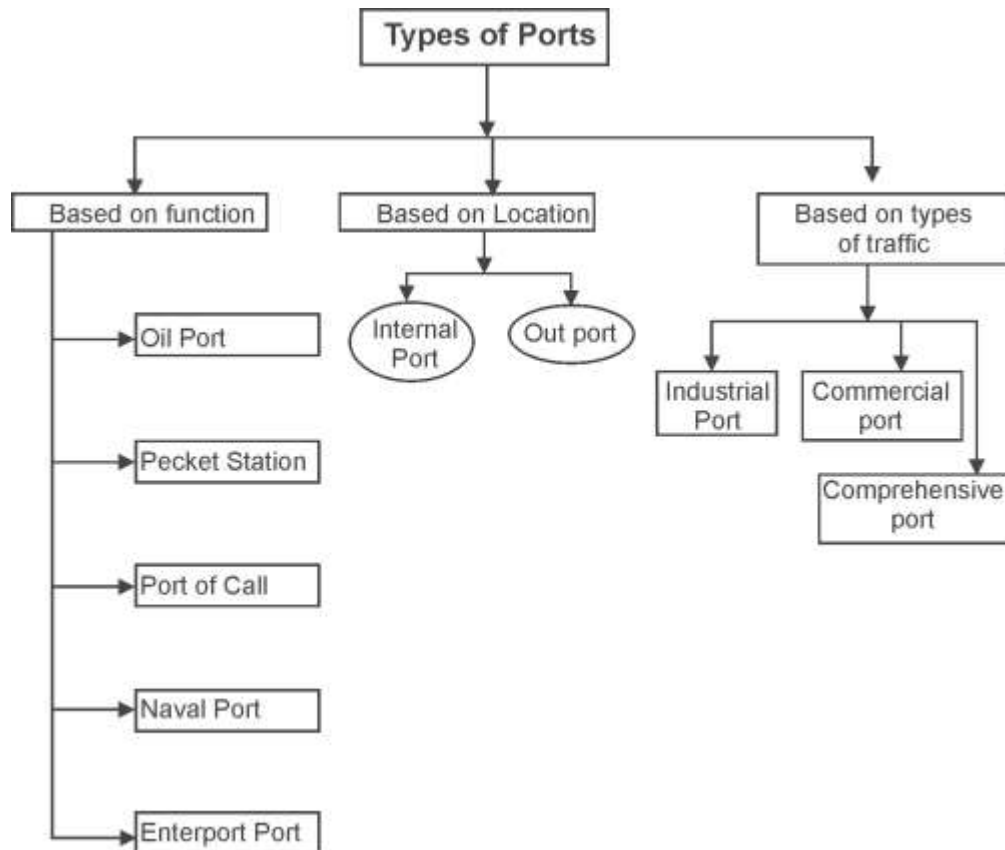 Types of Ports
Based on function
Based on Location
Based on types
of traffic
Oil Port
Pecket Station
Port of Call
Naval Port
Enterport Port
Internal
Port
Out port
Industrial
Port
Commercial
port
Comprehensive
port